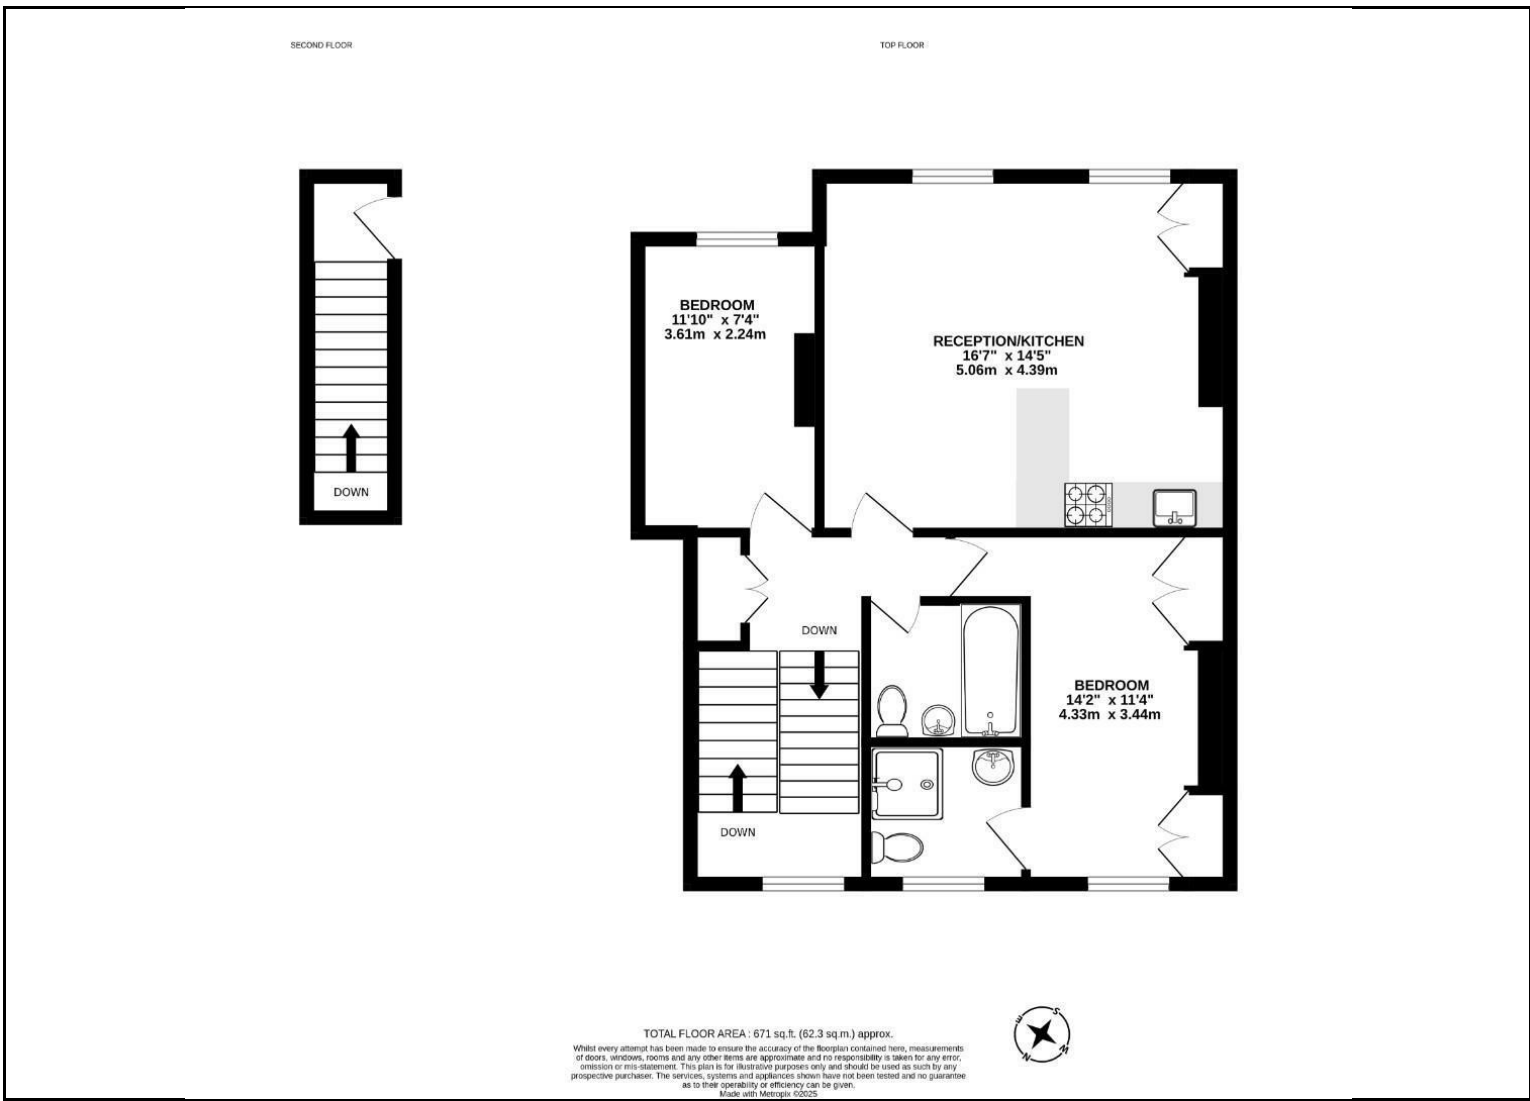 SECOND FLOOR
TOP FLOOR
BEDROOM
11'10" x 7'4"
3.61m x 2.24m
RECEPTION/KITCHEN
16'7" x 14'5"
5.06m x 4.39m
DOWN
DOWN
BEDROOM
14'2" x 11'4"
4.33m x 3.44m
DOWN
E
S
N
W
TOTAL FLOOR AREA : 671 sq.ft. (62.3 sq.m.) approx.
Whilst every attempt has been made to ensure the accuracy of the floorplan contained here, measurements
of doors, windows, rooms and any other items are approximate and no responsibility is taken for any error,
omission or mis-statement. This plan is for illustrative purposes only and should be used as such by any
prospective purchaser. The services, systems and appliances shown have not been tested and no guarantee
as to their operability or efficiency can be given.
Made with Metropix ©2025